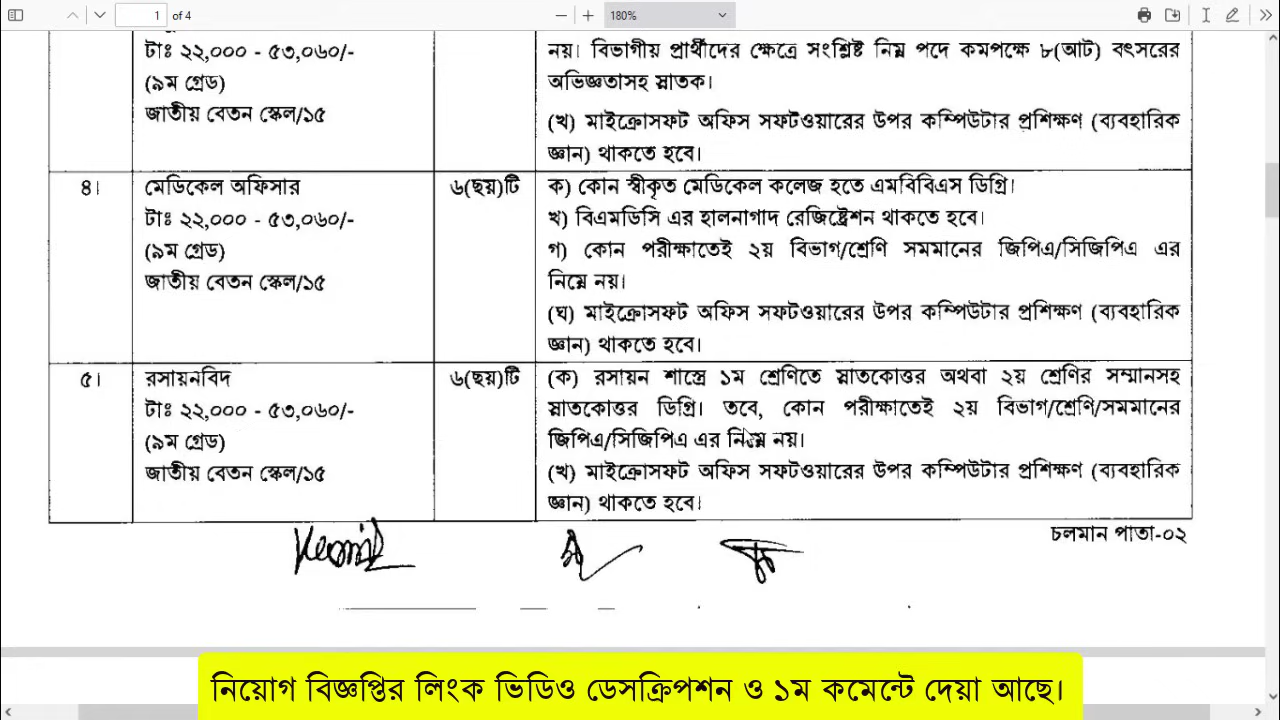 1 of 4
180%
টাঃ ২২,০০০ - ৫৩,০৬০/-
(৯ম গ্রেড)
জাতীয় বেতন স্কেল/১৫
নয়। বিভাগীয় প্রার্থীদের ক্ষেত্রে সংশ্লিষ্ট নিম্ন পদে কমপক্ষে ৮(আট) বৎসরের
অভিজ্ঞতাসহ স্নাতক।
(খ) মাইক্রোসফট অফিস সফটওয়ারের উপর কম্পিউটার প্রশিক্ষণ (ব্যবহারিক
জ্ঞান) থাকতে হবে।
৪।
মেডিকেল অফিসার
টাঃ ২২,০০০ - ৫৩,০৬০/-
(৯ম গ্রেড)
জাতীয় বেতন স্কেল/১৫
৬(ছয়)টি
ক) কোন স্বীকৃত মেডিকেল কলেজ হতে এমবিবিএস ডিগ্রি।
খ) বিএমডিসি এর হালনাগাদ রেজিষ্ট্রেশন থাকতে হবে।
গ) কোন পরীক্ষাতেই ২য় বিভাগ/শ্রেণি সমমানের জিপিএ/সিজিপিএ এর
নিম্নে নয়।
(ঘ) মাইক্রোসফট অফিস সফটওয়ারের উপর কম্পিউটার প্রশিক্ষণ (ব্যবহারিক
জ্ঞান) থাকতে হবে।
৫।
রসায়নবিদ
টাঃ ২২,০০০ - ৫৩,০৬০/-
(৯ম গ্রেড)
জাতীয় বেতন স্কেল/১৫
৬(ছয়)টি
(ক) রসায়ন শাস্ত্রে ১ম শ্রেণিতে স্নাতকোত্তর অথবা ২য় শ্রেণির সম্মানসহ
স্নাতকোত্তর ডিগ্রি। তবে, কোন পরীক্ষাতেই ২য় বিভাগ/শ্রেণি/সমমানের
জিপিএ/সিজিপিএ এর নিম্নে নয়।
(খ) মাইক্রোসফট অফিস সফটওয়ারের উপর কম্পিউটার প্রশিক্ষণ (ব্যবহারিক
জ্ঞান) থাকতে হবে।
চলমান পাতা-০২
নিয়োগ বিজ্ঞপ্তির লিংক ভিডিও ডেসক্রিপশন ও ১ম কমেন্টে দেয়া আছে।